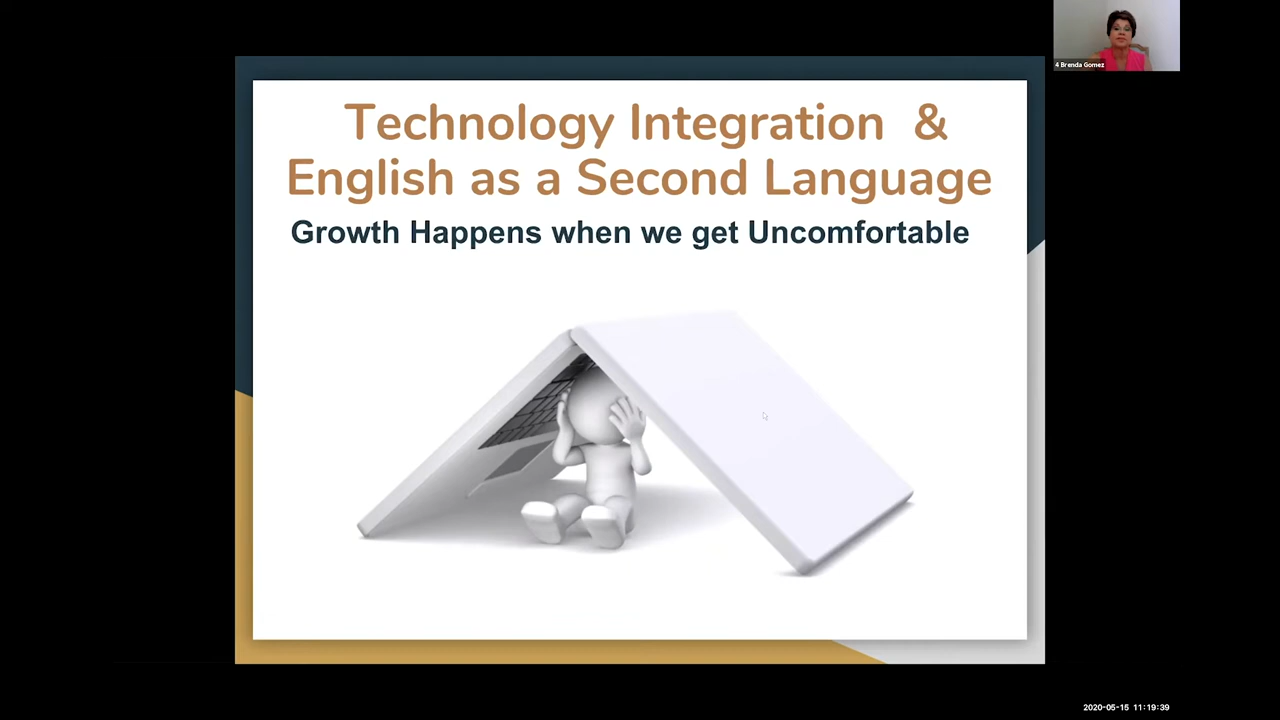 4 Brenda Gomez
Technology Integration &
English as a Second Language
Growth Happens when we get Uncomfortable
2020-05-15 11:19:39